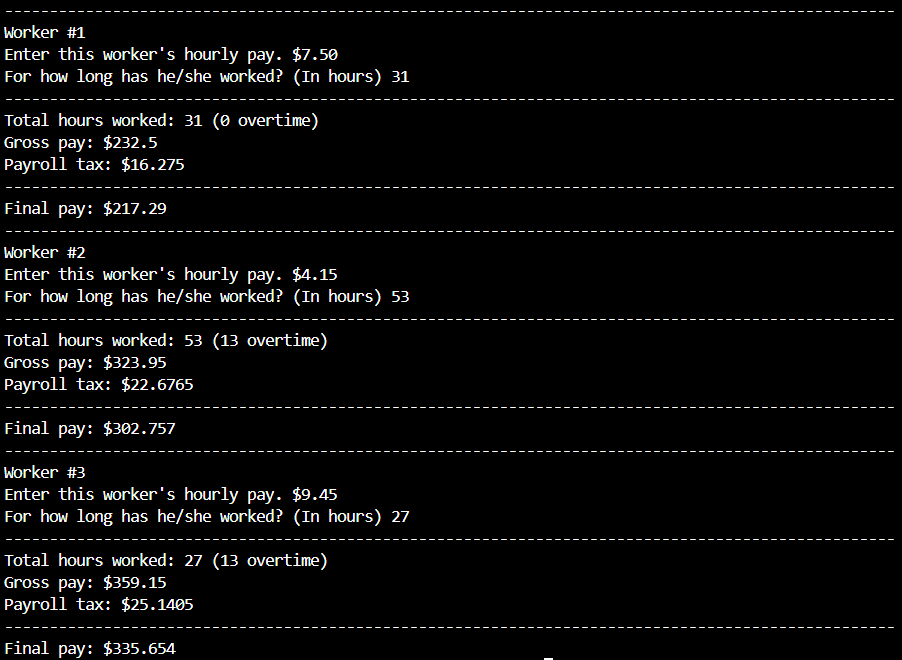 ----------------------------------------------------------------------------------------------------
Worker #1
Enter this worker's hourly pay. $7.50
For how long has he/she worked? (In hours) 31
----------------------------------------------------------------------------------------------------
Total hours worked: 31 (0 overtime)
Gross pay: $232.5
Payroll tax: $16.275
----------------------------------------------------------------------------------------------------
Final pay: $217.29
----------------------------------------------------------------------------------------------------
Worker #2
Enter this worker's hourly pay. $4.15
For how long has he/she worked? (In hours) 53
----------------------------------------------------------------------------------------------------
Total hours worked: 53 (13 overtime)
Gross pay: $323.95
Payroll tax: $22.6765
----------------------------------------------------------------------------------------------------
Final pay: $302.757
----------------------------------------------------------------------------------------------------
Worker #3
Enter this worker's hourly pay. $9.45
For how long has he/she worked? (In hours) 27
----------------------------------------------------------------------------------------------------
Total hours worked: 27 (13 overtime)
Gross pay: $359.15
Payroll tax: $25.1405
----------------------------------------------------------------------------------------------------
Final pay: $335.654